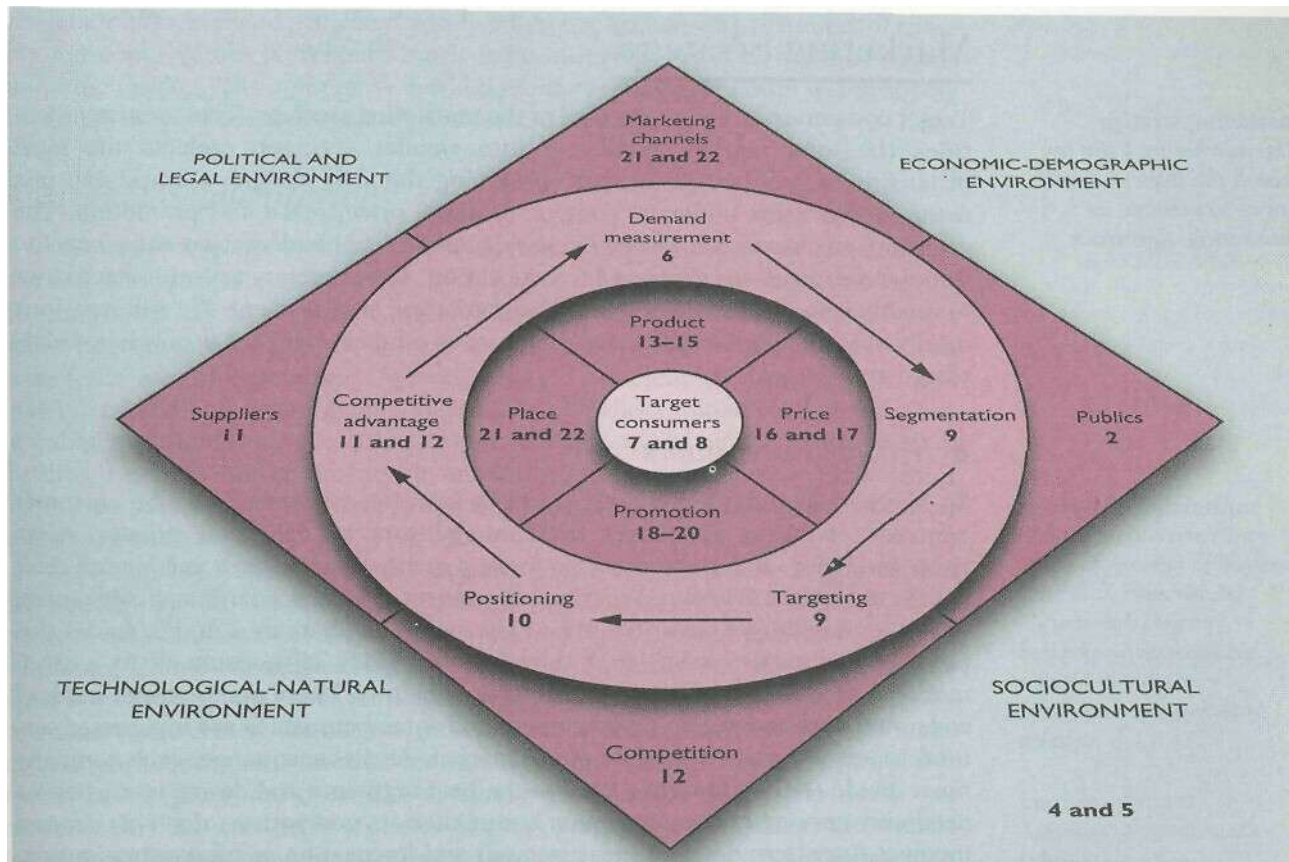 Marketing
channels
21 and 22
POLITICAL AND
LEGAL ENVIRONMENT
ECONOMIC-DEMOGRAPHIC
ENVIRONMENT
Demand
measurement
6
Product
13–15
Suppliers
11
Competitive
advantage
11 and 12
Place
21 and 22
Target
consumers
7 and 8
Price
16 and 17
Segmentation
9
Publics
2
Promotion
18–20
Positioning
10
Targeting
9
TECHNOLOGICAL-NATURAL
ENVIRONMENT
SOCIOCULTURAL
ENVIRONMENT
Competition
12
4 and 5